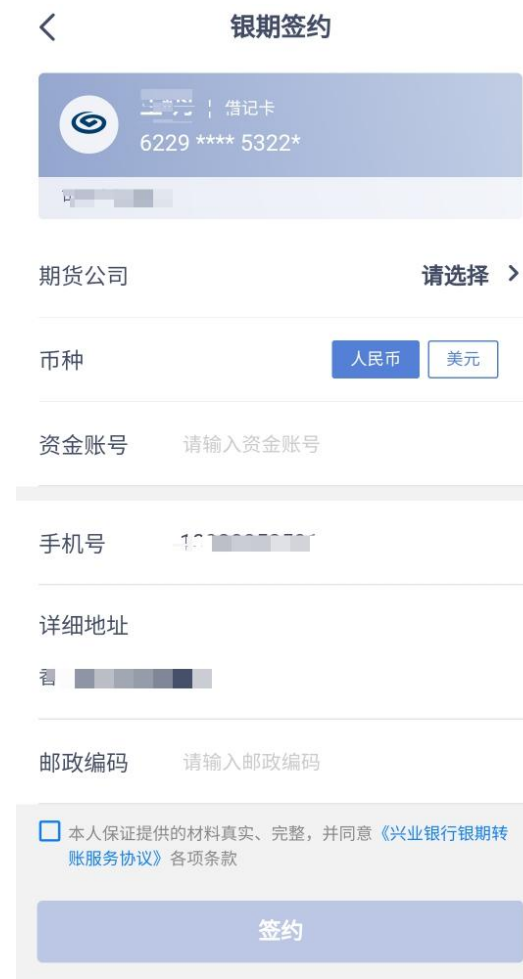 银期签约
借记卡
6229 **** 5322*
期货公司 请选择
币种 人民币 美元
资金账号 请输入资金账号
手机号
详细地址
邮政编码 请输入邮政编码
本人保证提供的材料真实、完整，并同意《兴业银行银期转
账服务协议》各项条款
签约